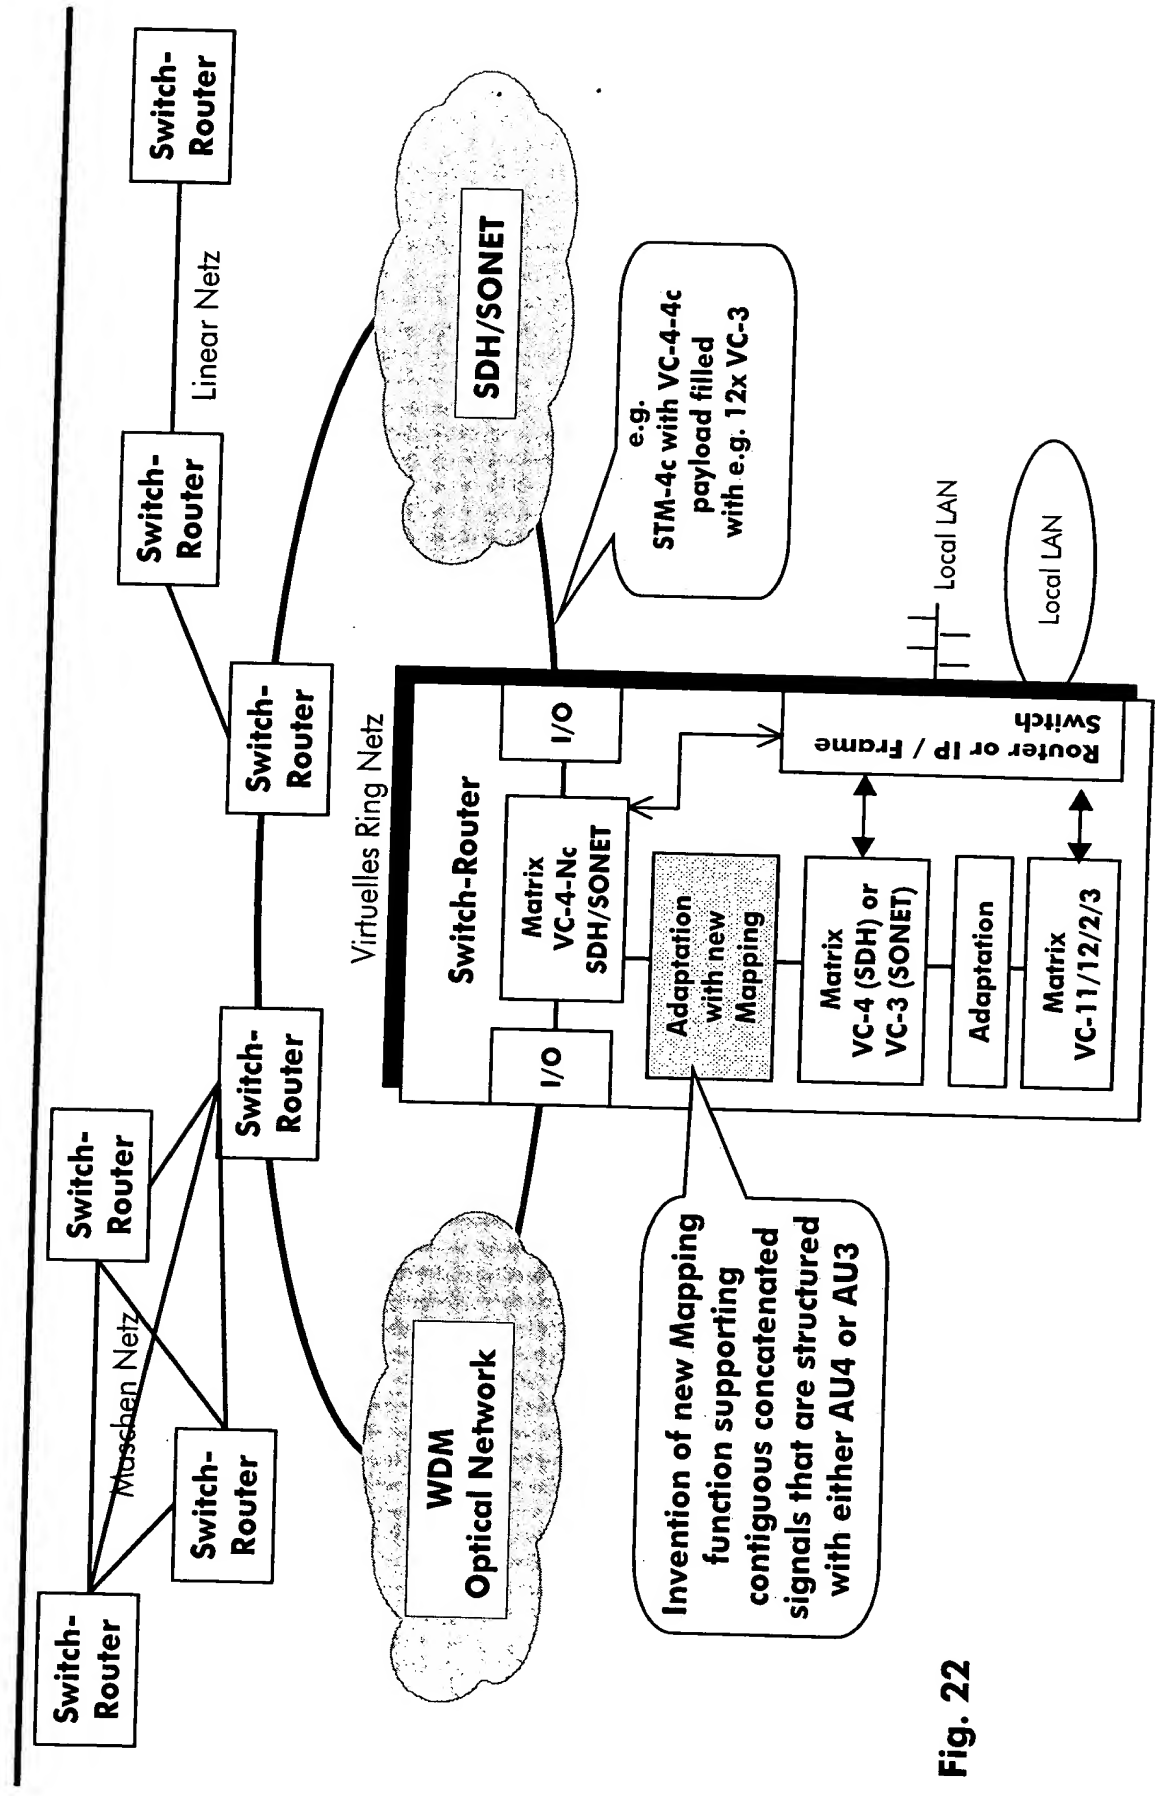 Switch-
Router
Switch-
Router
Maschen Netz
Switch-
Router
Switch-
Router
Switch-
Router
Switch-
Router
Linear Netz
Switch-
Router
WDM
Optical Network
Virtuelles Ring Netz
SDH/SONET
Switch-Router
I/O
Matrix
VC-4-Nc
SDH/SONET
I/O
e.g.
STM-4c with VC-4-4c
payload filled
with e.g. 12x VC-3
Invention of new Mapping
function supporting
contiguous concatenated
signals that are structured
with either AU4 or AU3
Adaptation
with new
Mapping
Matrix
VC-4 (SDH) or
VC-3 (SONET)
Adaptation
Matrix
VC-11/12/2/3
Router or IP / Frame
Switch
Local LAN
Local LAN
Fig. 22